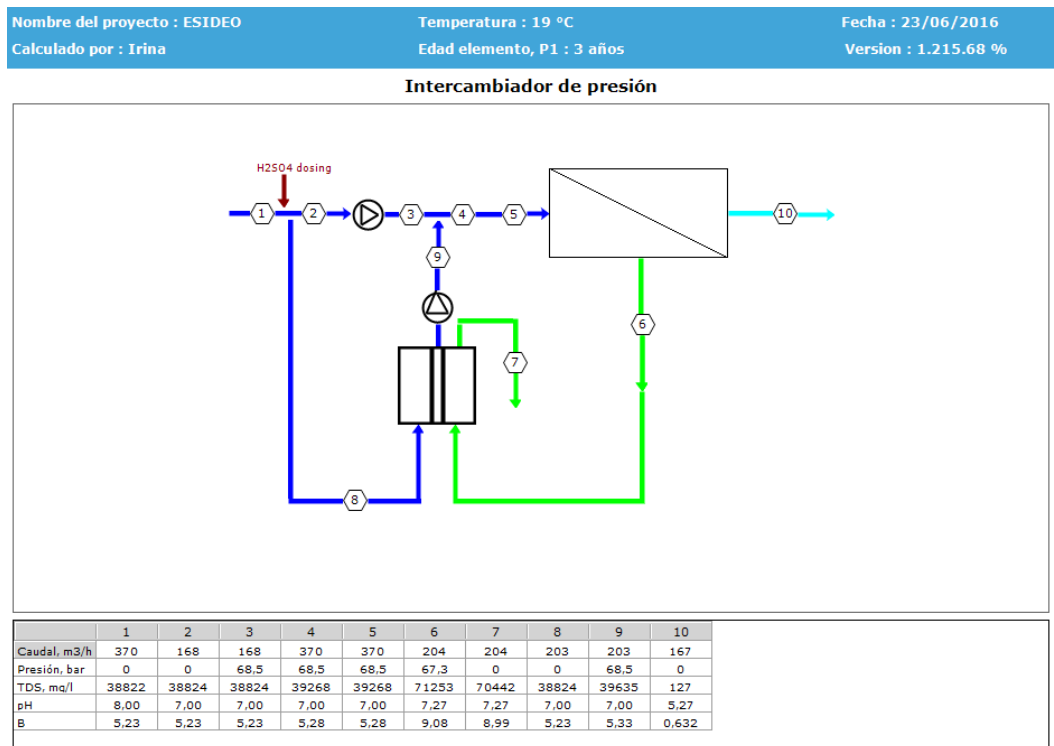 Nombre del proyecto : ESIDEO Temperatura : 19 °C Fecha : 23/06/2016
Calculado por : Irina Edad elemento, P1 : 3 años Version : 1.215.68 %
Intercambiador de presión
H2SO4 dosing
1 2 3 4 5 10
9
6
7
8
1 2 3 4 5 6 7 8 9 10
Caudal, m3/h 370 168 168 370 370 204 204 203 203 167
Presión, bar 0 0 68,5 68,5 68,5 67,3 0 0 68,5 0
TDS, mg/l 38822 38824 38824 39268 39268 71253 70442 38824 39635 127
pH 8,00 7,00 7,00 7,00 7,00 7,27 7,27 7,00 7,00 5,27
B 5,23 5,23 5,23 5,28 5,28 9,08 8,99 5,23 5,33 0,632